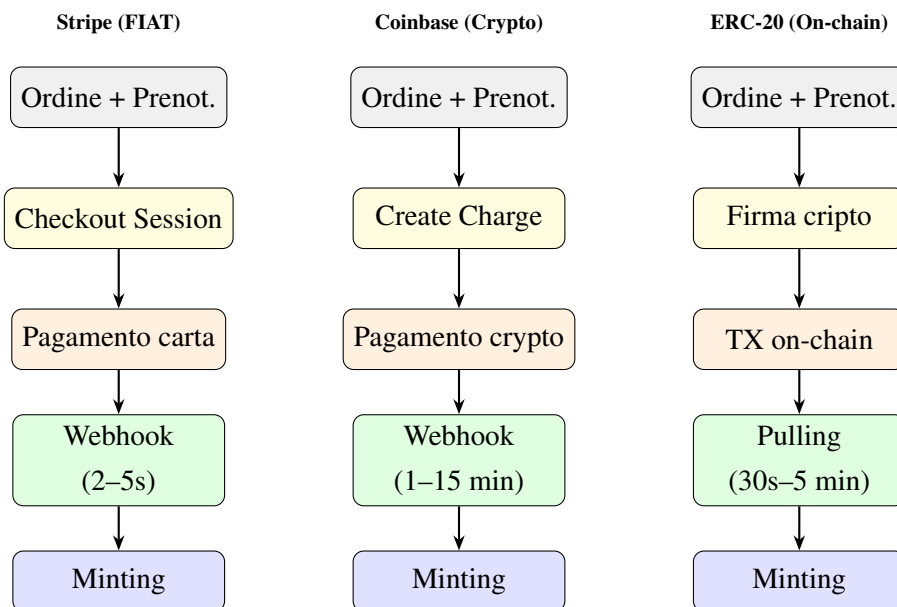 Stripe (FIAT)
Ordine + Prenot.
Checkout Session
Pagamento carta
Webhook
(2–5s)
Minting
Coinbase (Crypto)
Ordine + Prenot.
Create Charge
Pagamento crypto
Webhook
(1–15 min)
Minting
ERC-20 (On-chain)
Ordine + Prenot.
Firma cripto
TX on-chain
Pulling
(30s–5 min)
Minting